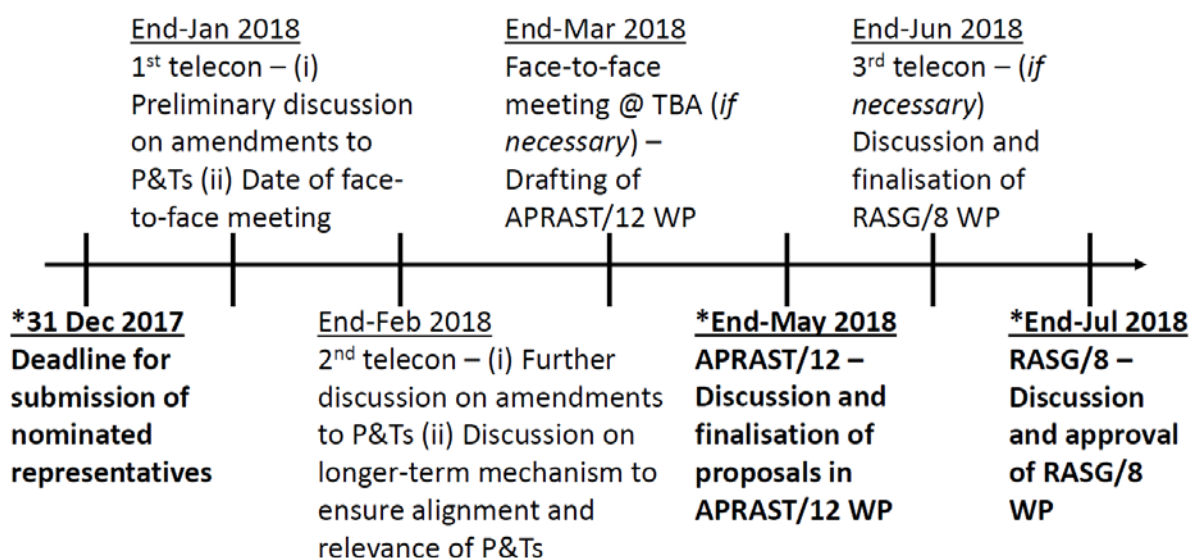 End-Jan 2018
1st telecon – (i)
Preliminary discussion
on amendments to
P&Ts (ii) Date of face-
to-face meeting
End-Mar 2018
Face-to-face
meeting @ TBA (if
necessary) –
Drafting of
APRAST/12 WP
End-Jun 2018
3rd telecon – (if
necessary)
Discussion and
finalisation of
RASG/8 WP
*31 Dec 2017
Deadline for
submission of
nominated
representatives
End-Feb 2018
2nd telecon – (i) Further
discussion on amendments
to P&Ts (ii) Discussion on
longer-term mechanism to
ensure alignment and
relevance of P&Ts
*End-May 2018
APRAST/12 –
Discussion and
finalisation of
proposals in
APRAST/12 WP
*End-Jul 2018
RASG/8 –
Discussion
and approval
of RASG/8
WP